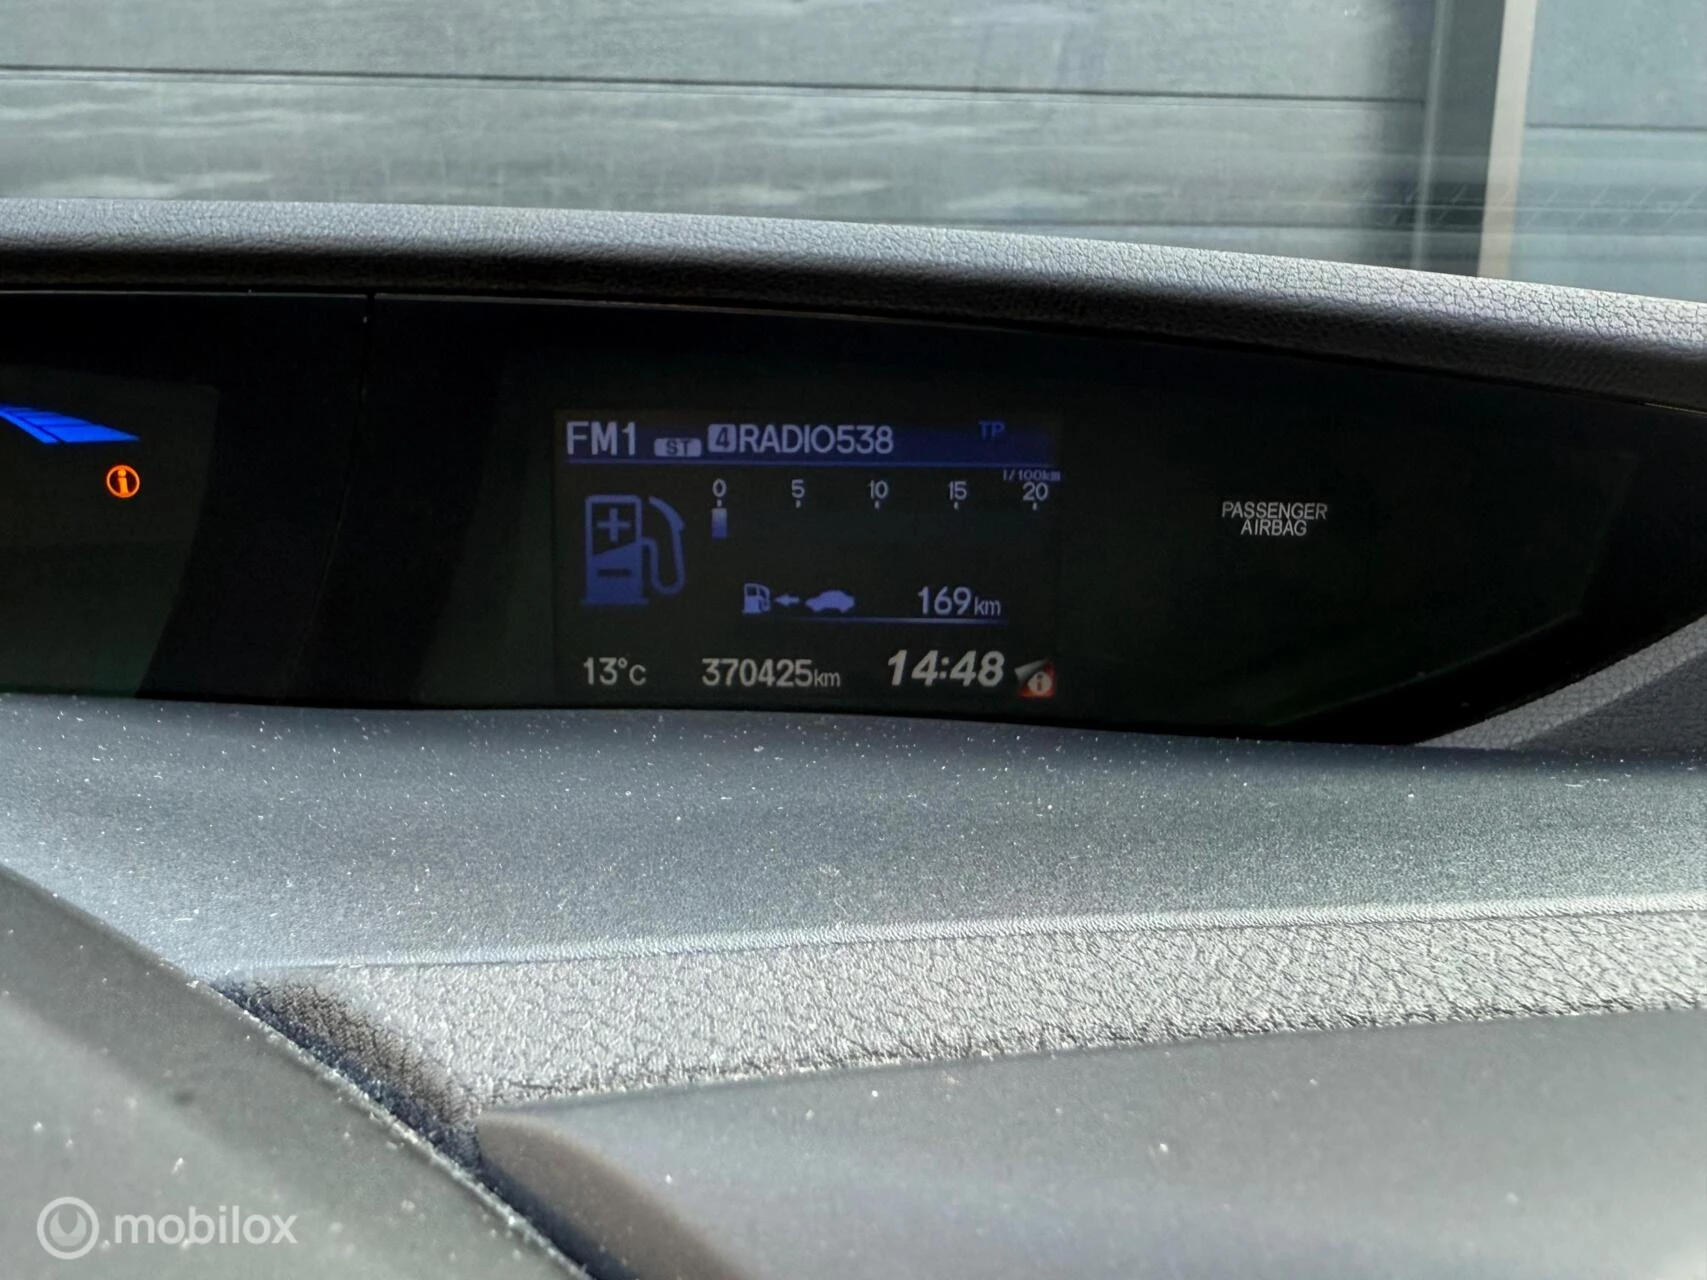 FM1 ST 4 RADIO538 TP
l/100km
0 5 10 15 20
169km
13°C 370425km 14:48
PASSENGER
AIRBAG
mobilox